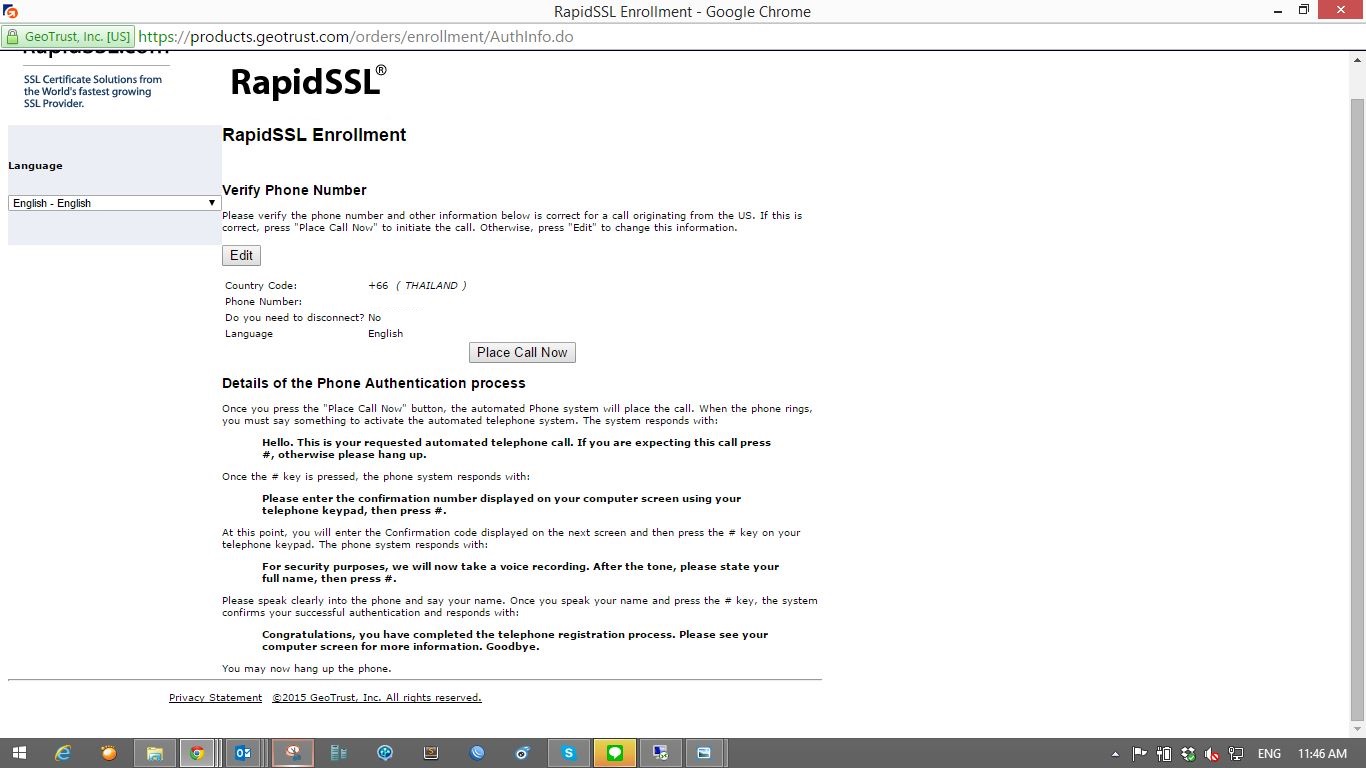 RapidSSL Enrollment - Google Chrome
GeoTrust, Inc. [US] https://products.geotrust.com/orders/enrollment/AuthInfo.do
RapidSSL.com
SSL Certificate Solutions from
the World's fastest growing
SSL Provider.
RapidSSL®
Language
English - English
RapidSSL Enrollment
Verify Phone Number
Please verify the phone number and other information below is correct for a call originating from the US. If this is
correct, press "Place Call Now" to initiate the call. Otherwise, press "Edit" to change this information.
Edit
Country Code: +66 ( THAILAND )
Phone Number:
Do you need to disconnect? No
Language English
Place Call Now
Details of the Phone Authentication process
Once you press the "Place Call Now" button, the automated Phone system will place the call. When the phone rings,
you must say something to activate the automated telephone system. The system responds with:
Hello. This is your requested automated telephone call. If you are expecting this call press
#, otherwise please hang up.
Once the # key is pressed, the phone system responds with:
Please enter the confirmation number displayed on your computer screen using your
telephone keypad, then press #.
At this point, you will enter the Confirmation code displayed on the next screen and then press the # key on your
telephone keypad. The phone system responds with:
For security purposes, we will now take a voice recording. After the tone, please state your
full name, then press #.
Please speak clearly into the phone and say your name. Once you speak your name and press the # key, the system
confirms your successful authentication and responds with:
Congratulations, you have completed the telephone registration process. Please see your
computer screen for more information. Goodbye.
You may now hang up the phone.
Privacy Statement ©2015 GeoTrust, Inc. All rights reserved.
ENG 11:46 AM